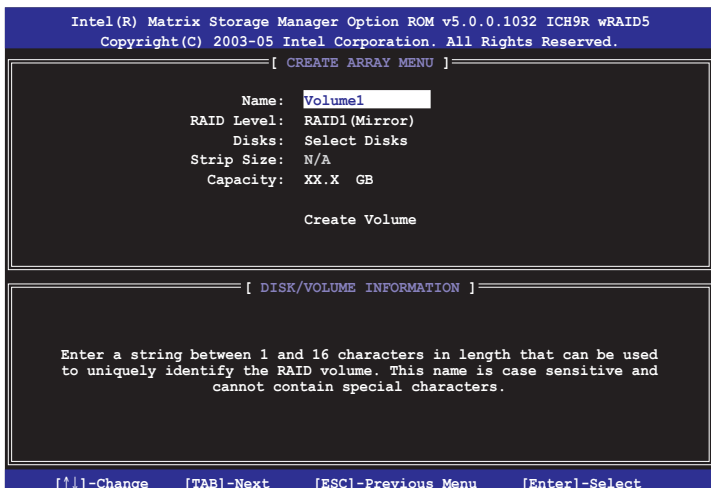 Intel(R) Matrix Storage Manager Option ROM v5.0.0.1032 ICH9R wRAID5
Copyright(C) 2003-05 Intel Corporation. All Rights Reserved.
[ CREATE ARRAY MENU ]
Name: Volume1
RAID Level: RAID1(Mirror)
Disks: Select Disks
Strip Size: N/A
Capacity: XX.X GB
Create Volume
[ DISK/VOLUME INFORMATION ]
Enter a string between 1 and 16 characters in length that can be used
to uniquely identify the RAID volume. This name is case sensitive and
cannot contain special characters.
[↑↓]-Change [TAB]-Next [ESC]-Previous Menu [Enter]-Select